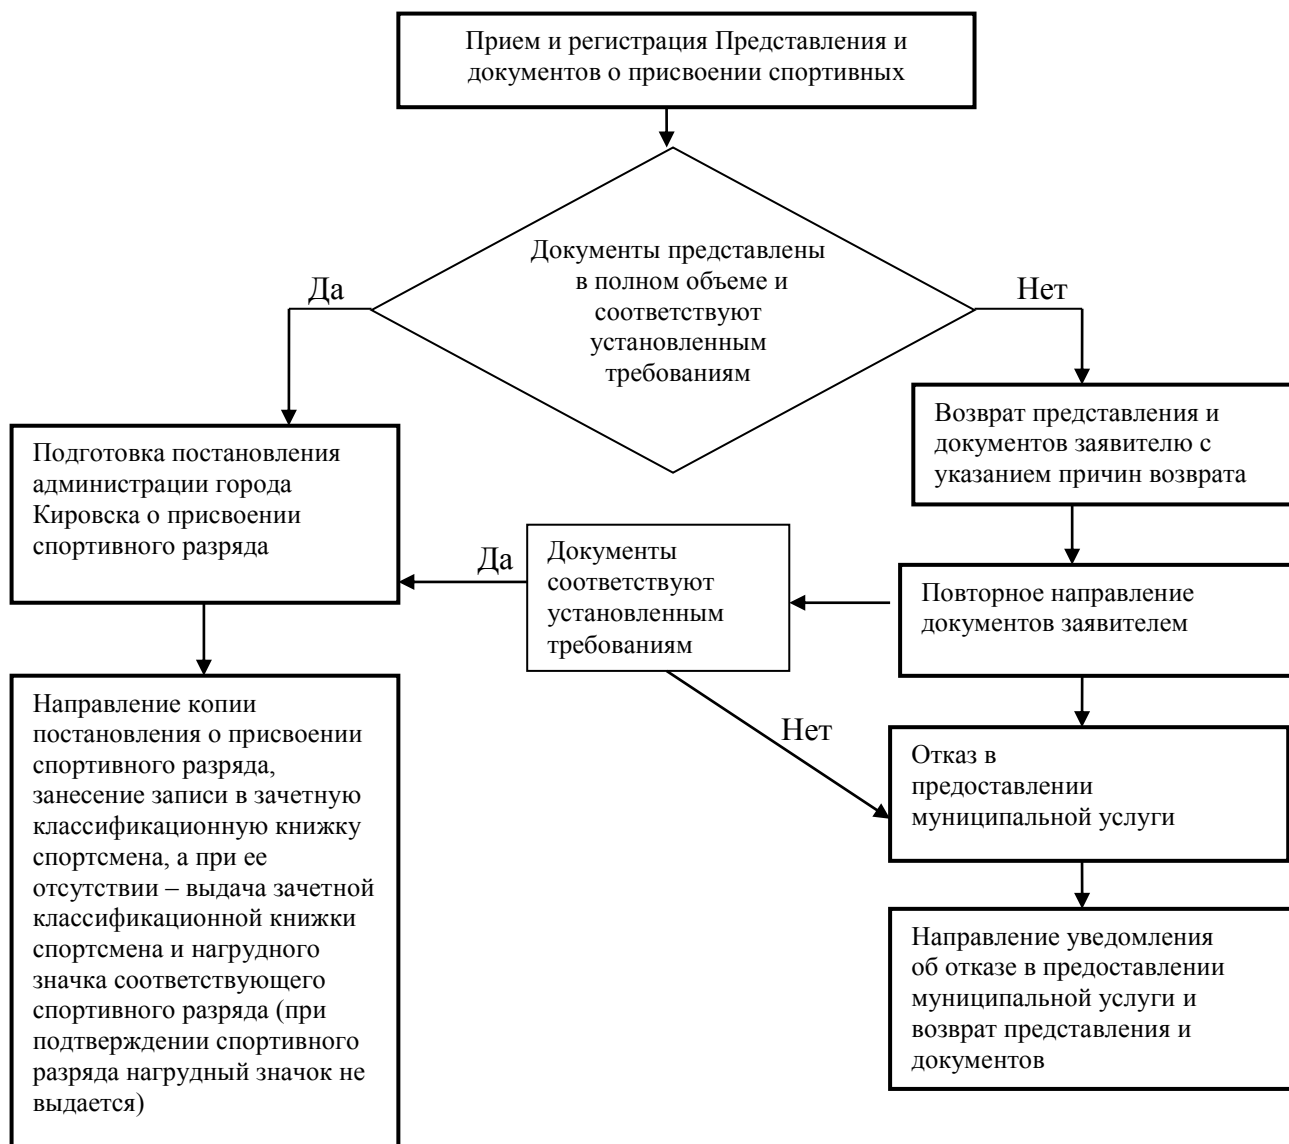 Прием и регистрация Представления и
документов о присвоении спортивных
Документы представлены
в полном объеме и
соответствуют
установленным
требованиям
Да
Нет
Возврат представления и
документов заявителю с
указанием причин возврата
Подготовка постановления
администрации города
Кировска о присвоении
спортивного разряда
Да
Документы
соответствуют
установленным
требованиям
Повторное направление
документов заявителем
Направление копии
постановления о присвоении
спортивного разряда,
занесение записи в зачетную
классификационную книжку
спортсмена, а при ее
отсутствии – выдача зачетной
классификационной книжки
спортсмена и нагрудного
значка соответствующего
спортивного разряда (при
подтверждении спортивного
разряда нагрудный значок не
выдается)
Нет
Отказ в
предоставлении
муниципальной услуги
Направление уведомления
об отказе в предоставлении
муниципальной услуги и
возврат представления и
документов